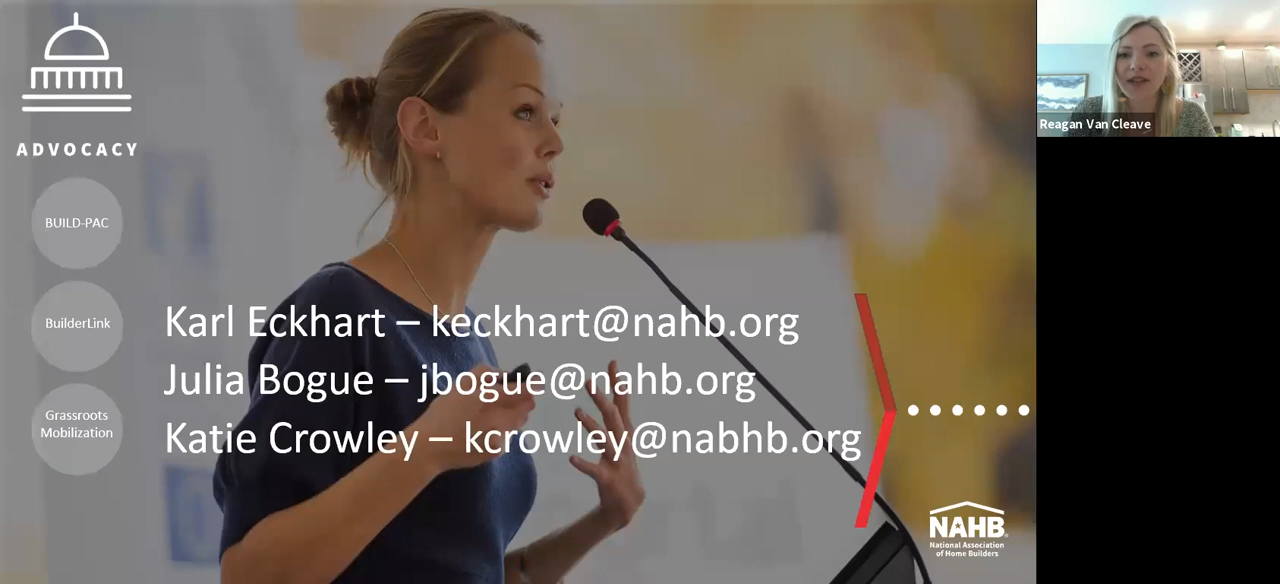 ADVOCACY
BUILD-PAC
BuilderLink
Grassroots
Mobilization
Karl Eckhart – keckhart@nahb.org
Julia Bogue – jbogue@nahb.org
Katie Crowley – kcrowley@nabhb.org
NAHB®
National Association
of Home Builders
Reagan Van Cleave